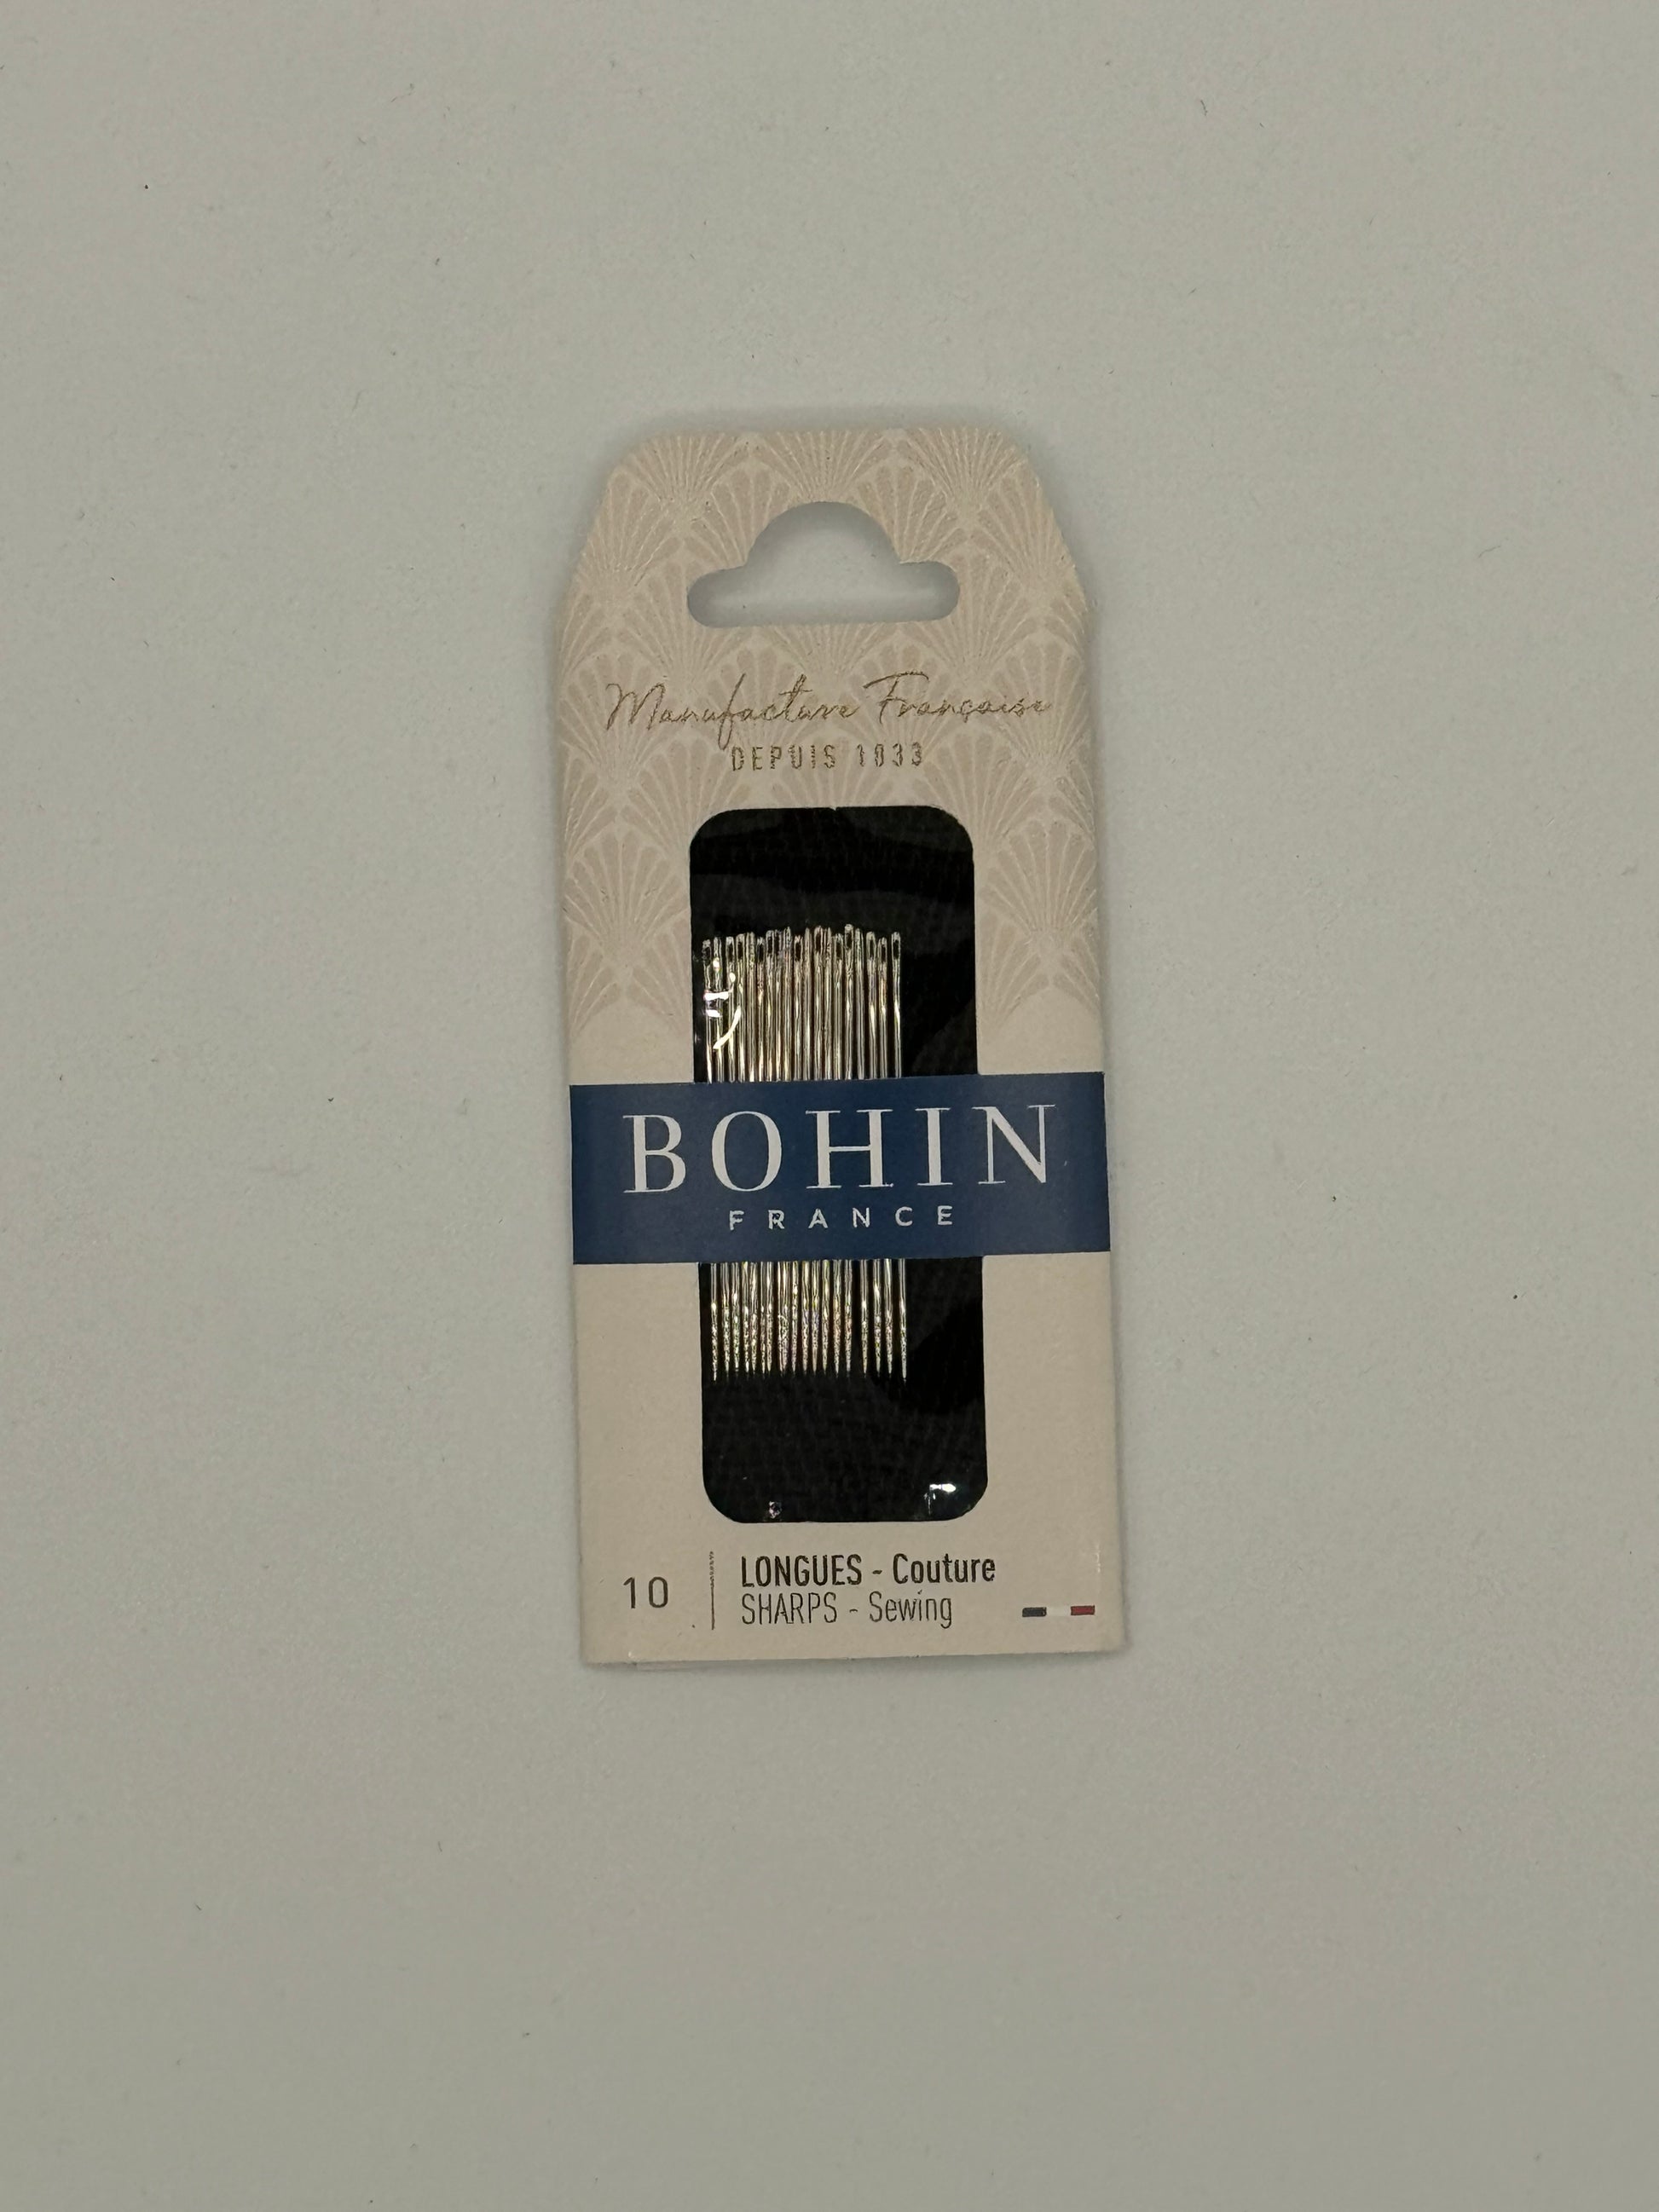 Manufacture Française
DEPUIS 1833
BOHIN
FRANCE
10
LONGUES - Couture
SHARPS - Sewing